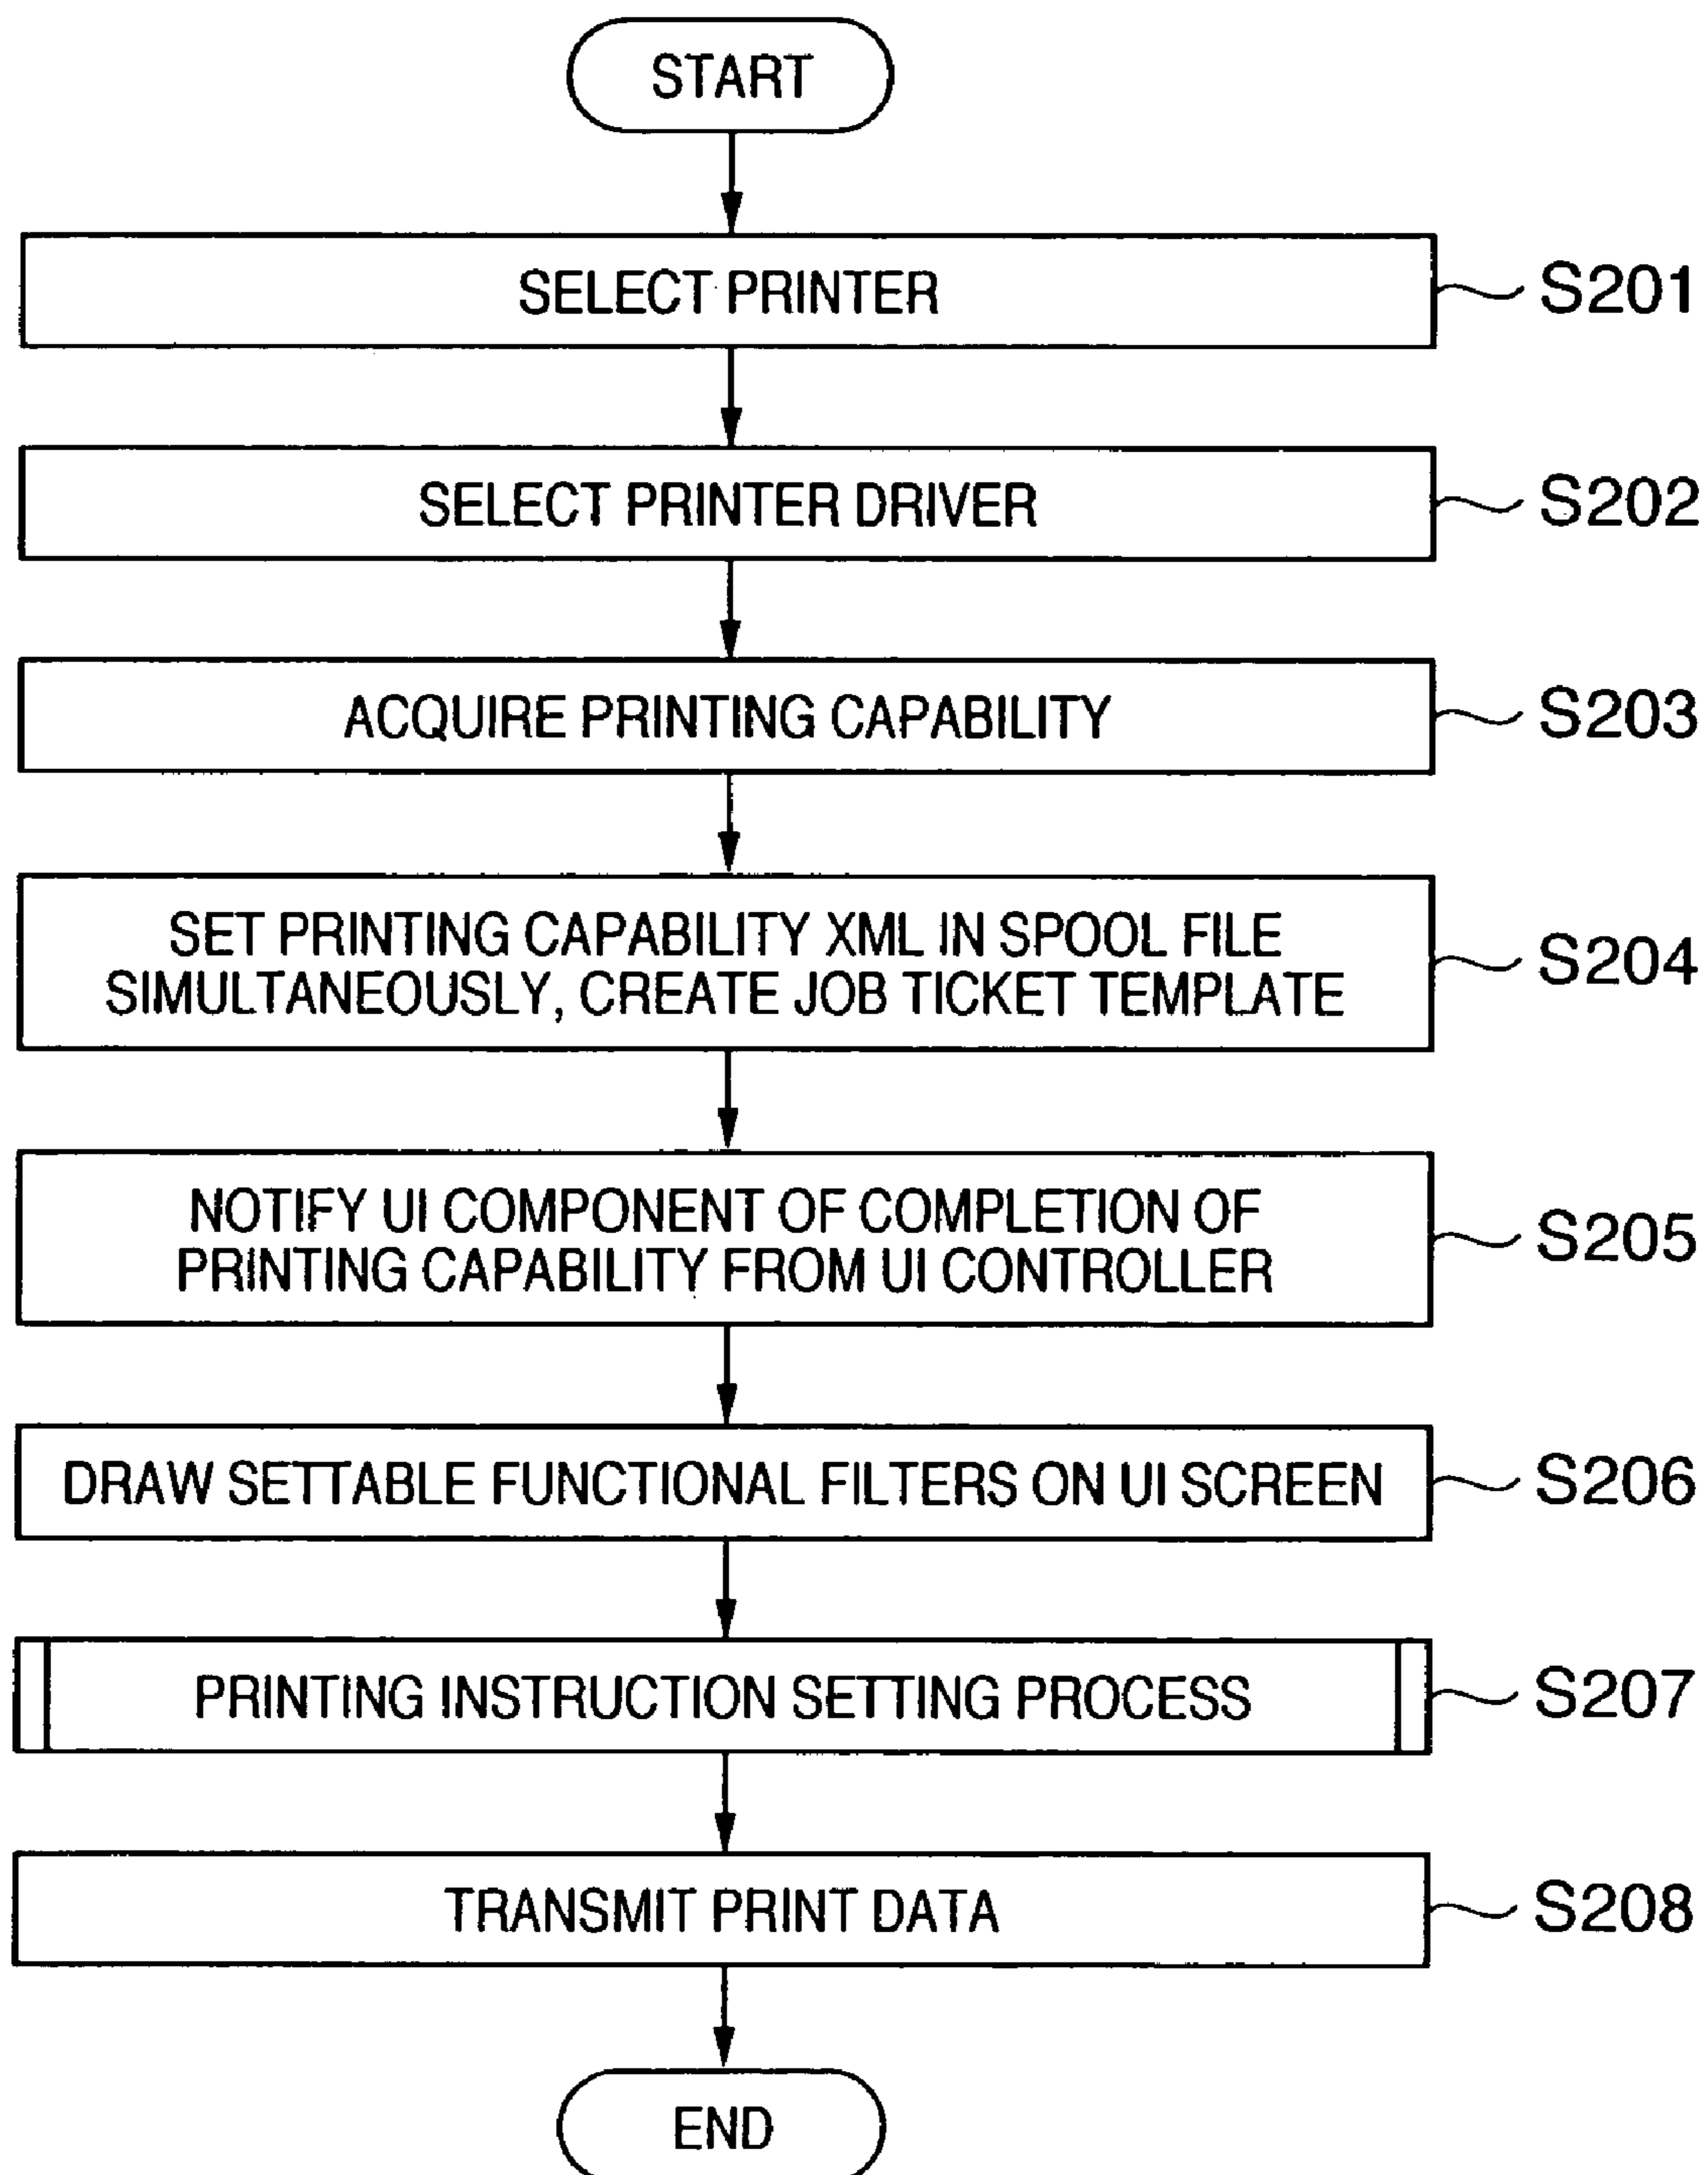 START
SELECT PRINTER
S201
SELECT PRINTER DRIVER
S202
ACQUIRE PRINTING CAPABILITY
S203
SET PRINTING CAPABILITY XML IN SPOOL FILE
SIMULTANEOUSLY, CREATE JOB TICKET TEMPLATE
S204
NOTIFY UI COMPONENT OF COMPLETION OF
PRINTING CAPABILITY FROM UI CONTROLLER
S205
DRAW SETTABLE FUNCTIONAL FILTERS ON UI SCREEN
S206
PRINTING INSTRUCTION SETTING PROCESS
S207
TRANSMIT PRINT DATA
S208
END